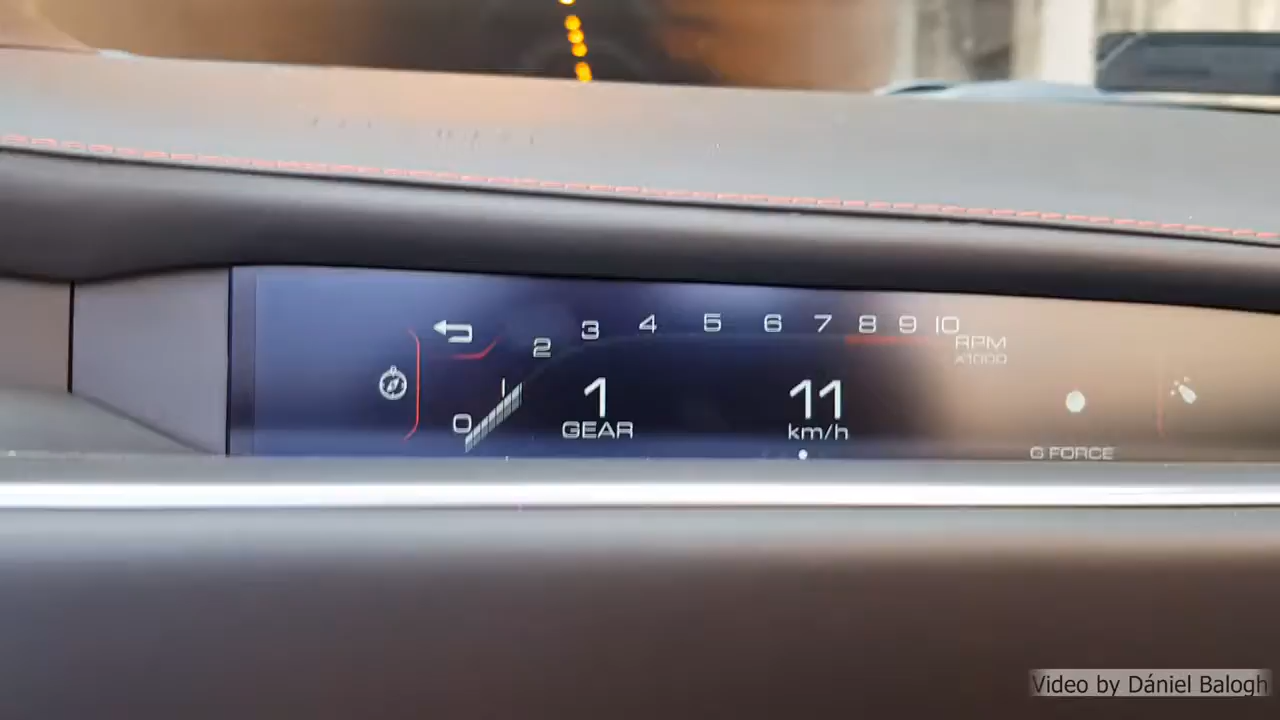 0 1 2 3 4 5 6 7 8 9 10
RPM
x1000
1
GEAR
11
km/h
G FORCE
Video by Dániel Balogh